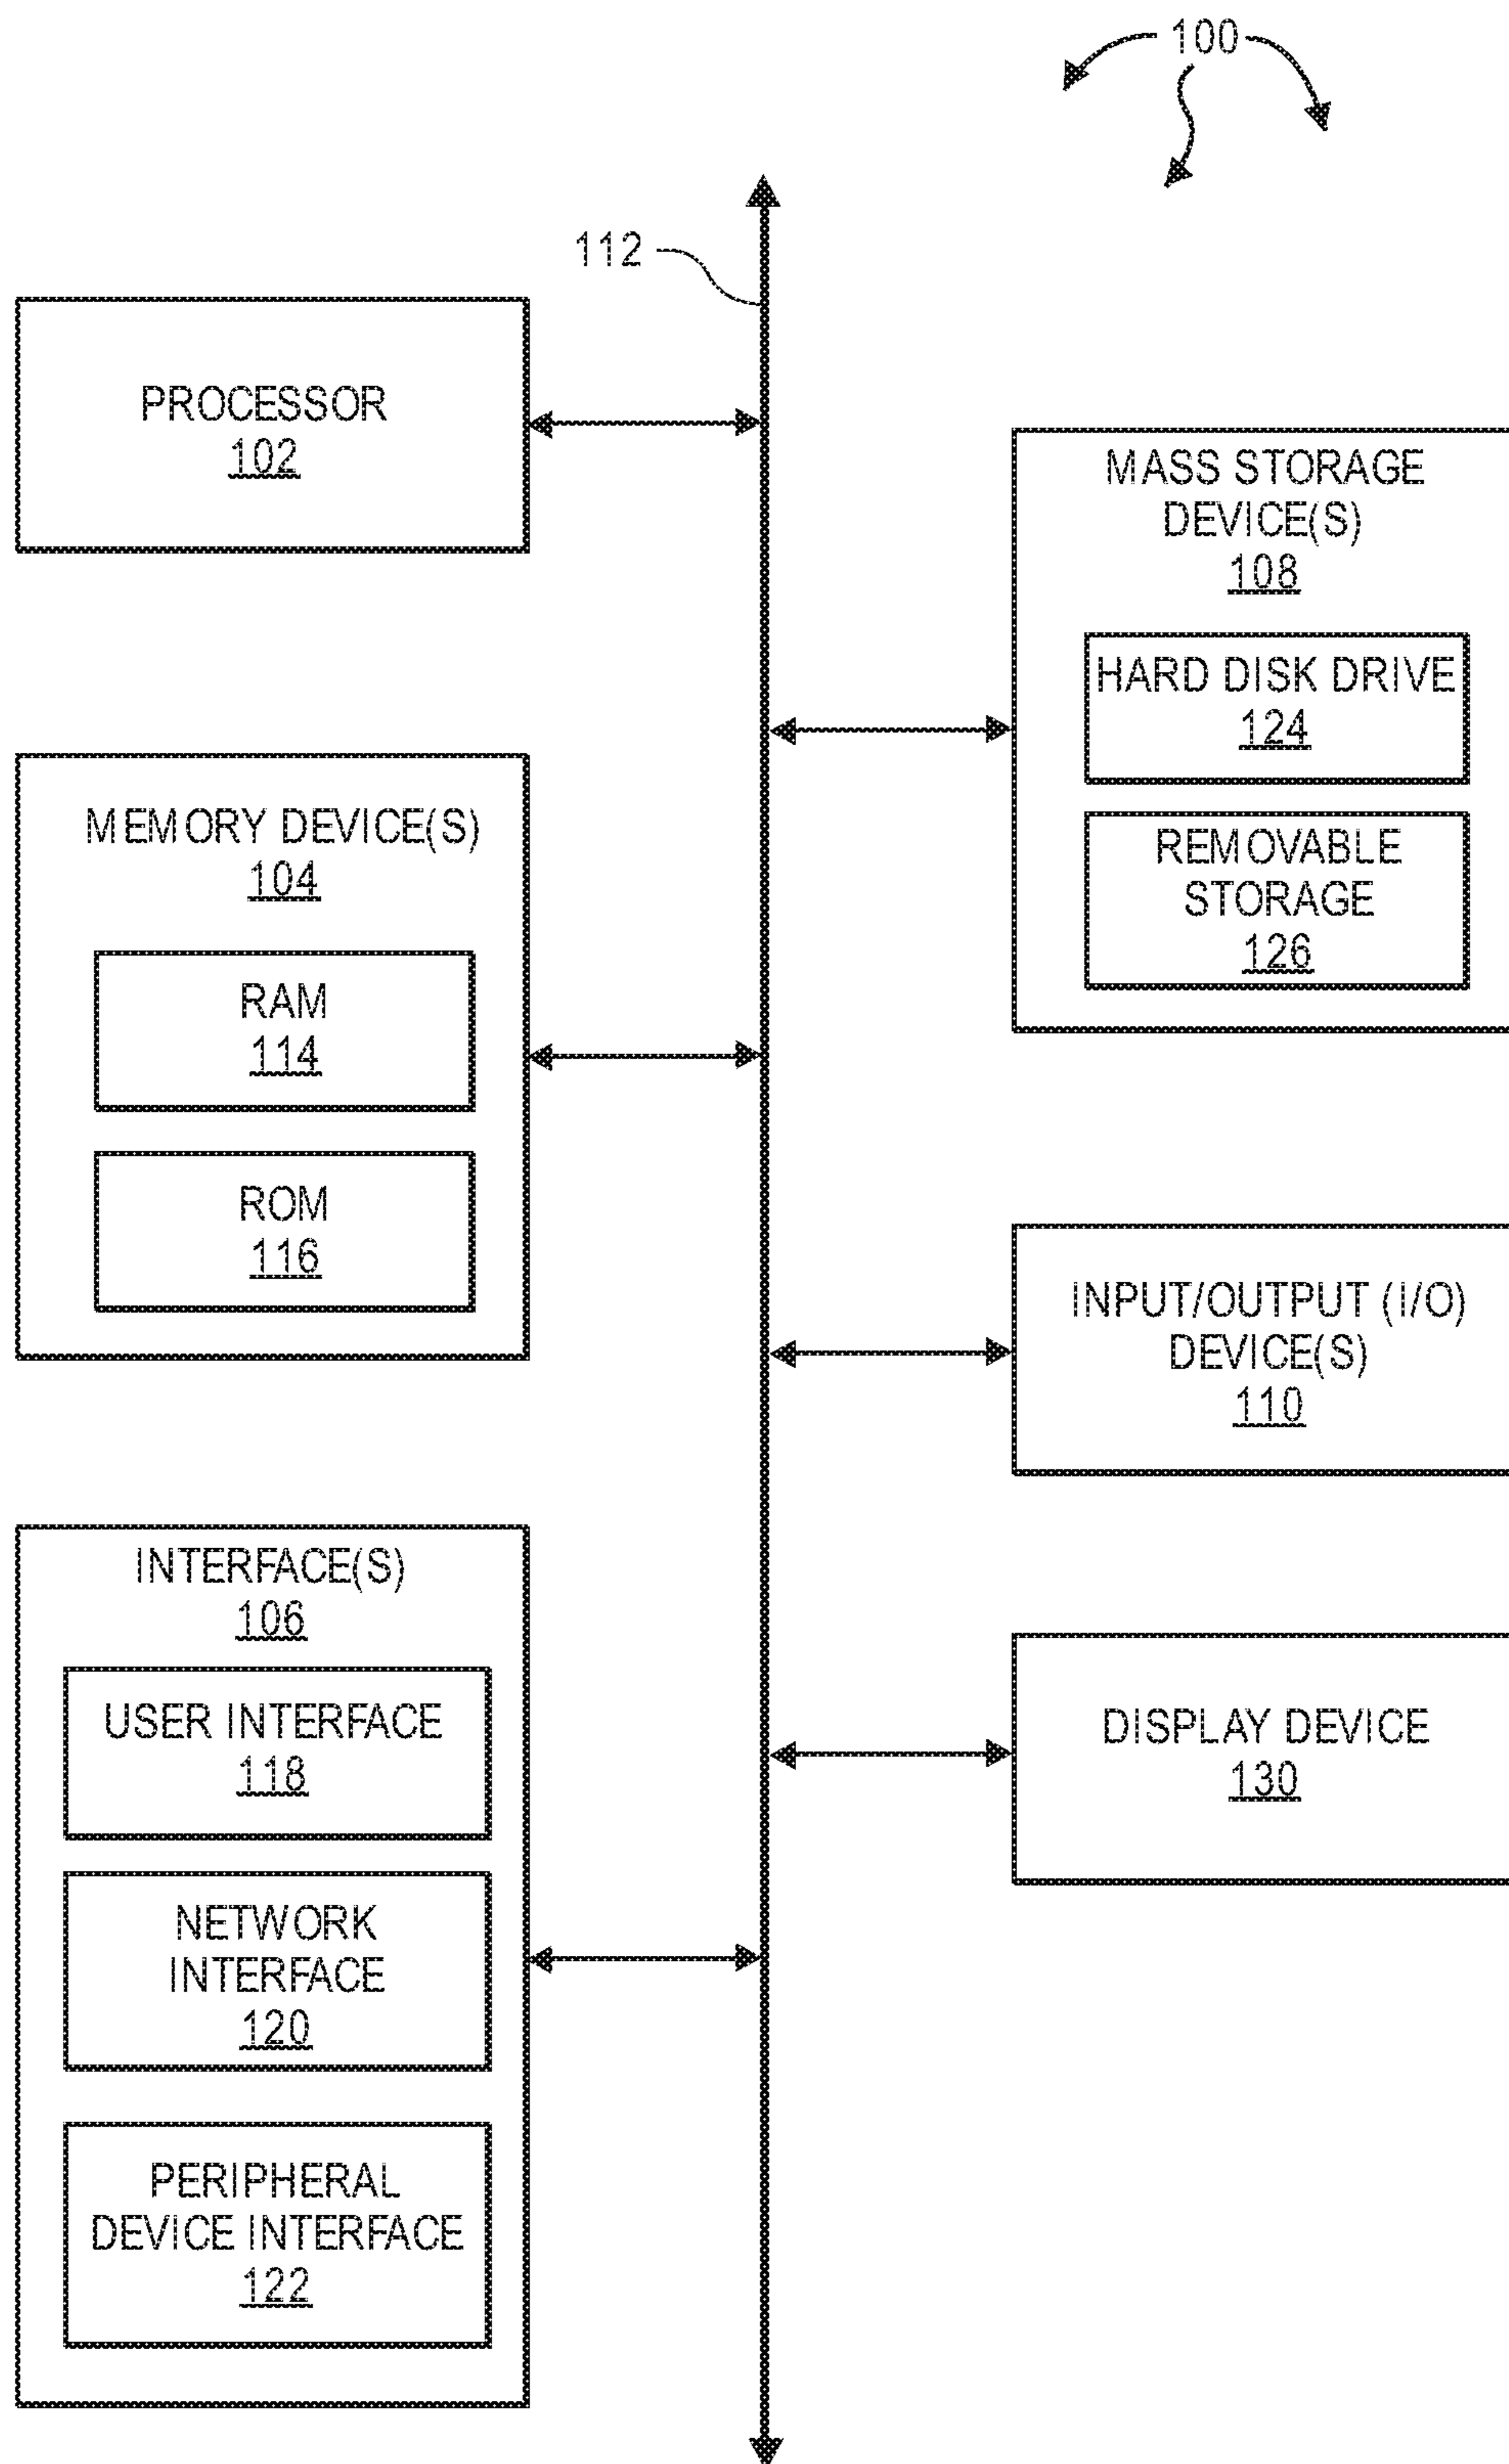 100
112
PROCESSOR
102
MEMORY DEVICE(S)
104
RAM
114
ROM
116
INTERFACE(S)
106
USER INTERFACE
118
NETWORK
INTERFACE
120
PERIPHERAL
DEVICE INTERFACE
122
MASS STORAGE
DEVICE(S)
108
HARD DISK DRIVE
124
REMOVABLE
STORAGE
126
INPUT/OUTPUT (I/O)
DEVICE(S)
110
DISPLAY DEVICE
130